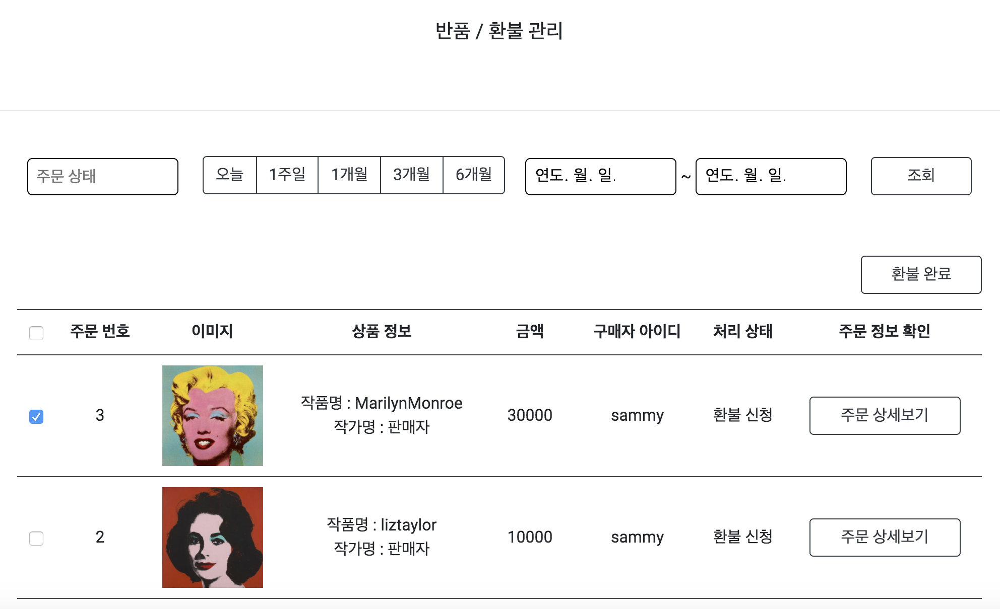 반품 / 환불 관리
주문 상태 오늘 1주일 1개월 3개월 6개월 연도. 월. 일. ~ 연도. 월. 일. 조회
환불 완료
주문 번호 이미지 상품 정보 금액 구매자 아이디 처리 상태 주문 정보 확인
작품명 : MarilynMonroe
3 30000 sammy 환불 신청 주문 상세보기
작가명 : 판매자
작품명 : liztaylor
2 10000 sammy 환불 신청 주문 상세보기
작가명 : 판매자